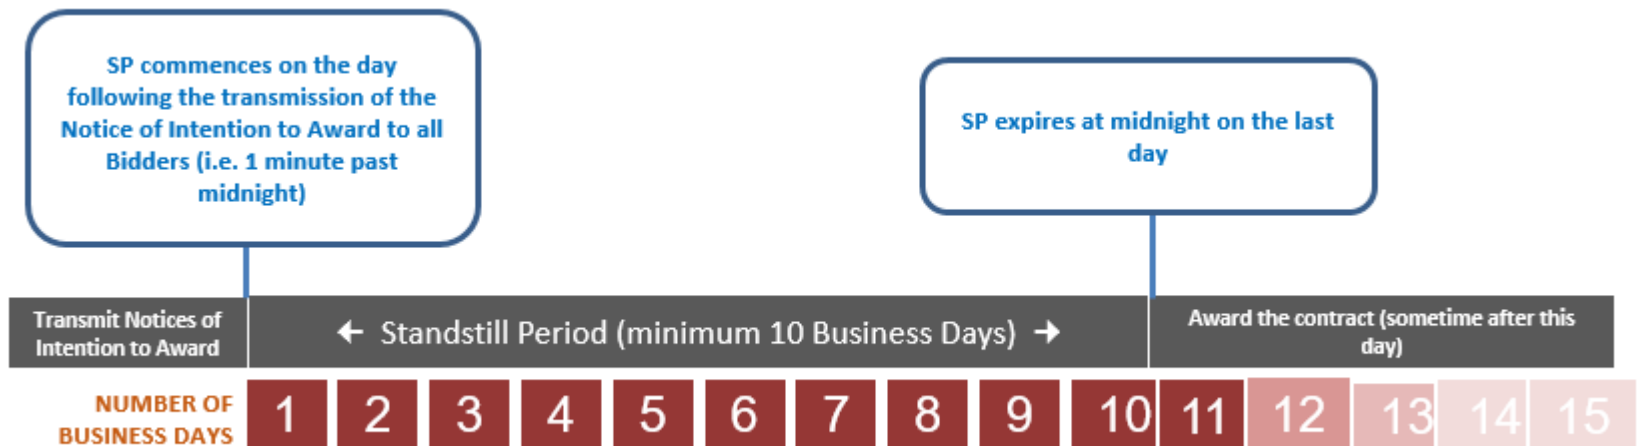 SP commences on the day
following the transmission of the
Notice of Intention to Award to all
Bidders (i.e. 1 minute past
midnight)
SP expires at midnight on the last
day
Transmit Notices of
Intention to Award
← Standstill Period (minimum 10 Business Days) →
Award the contract (sometime after this
day)
NUMBER OF
BUSINESS DAYS
1 2 3 4 5 6 7 8 9 10 11 12 13 14 15